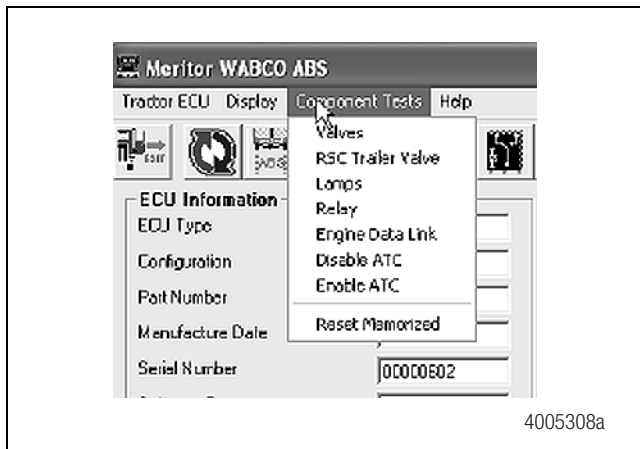 Meritor WABCO ABS
Tractor ECU Display Component Tests Help
Valves
RSC Trailer Valve
Lamps
Relay
Engine Data Link
Disable ATC
Enable ATC
Reset Memorized
ECU Information
ECU Type
Configuration
Part Number
Manufacture Date
Serial Number
00000602
4005308a